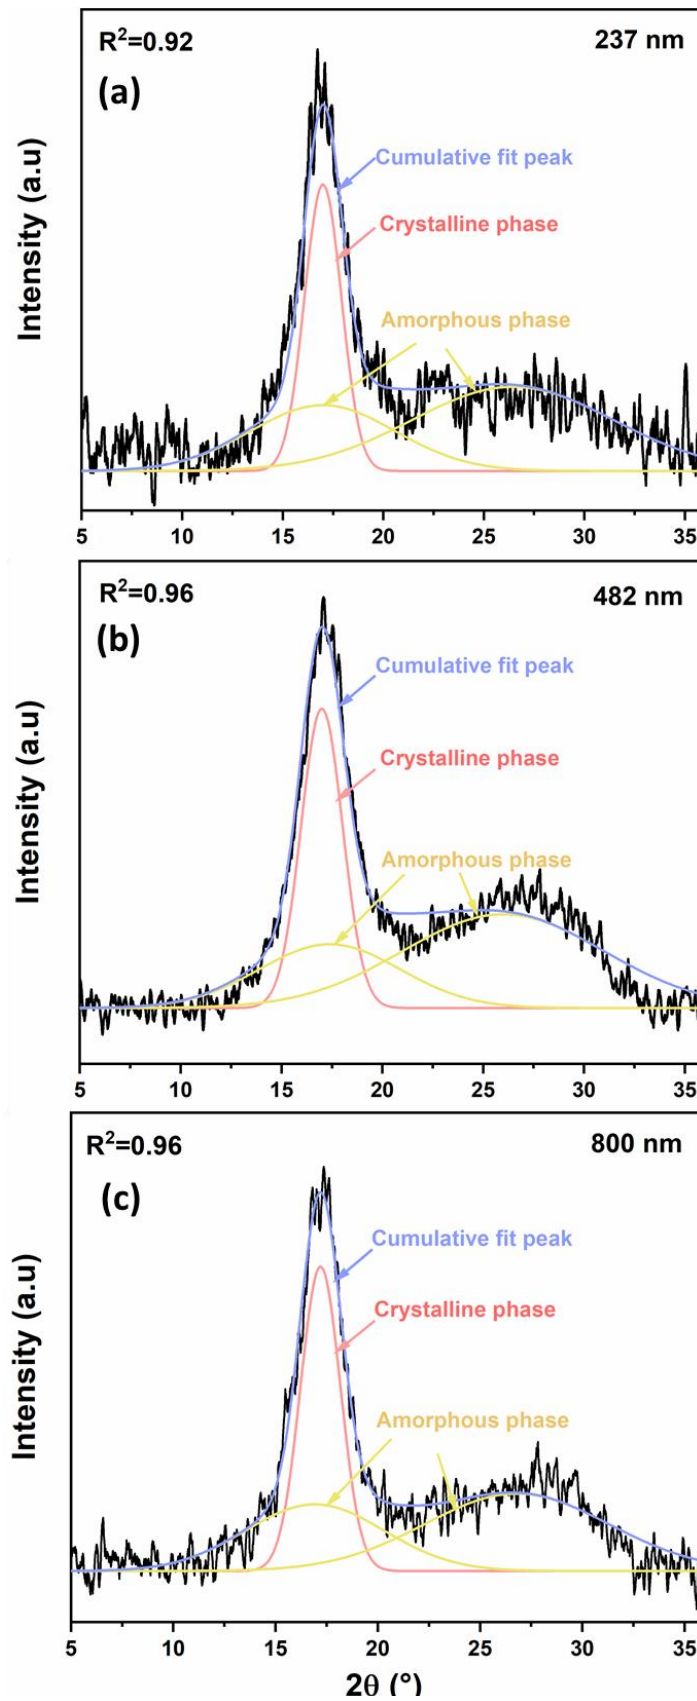 R²=0.92
237 nm
(a)
Cumulative fit peak
Crystalline phase
Amorphous phase
Intensity (a.u)
5 10 15 20 25 30 35
R²=0.96
482 nm
(b)
Cumulative fit peak
Crystalline phase
Amorphous phase
Intensity (a.u)
5 10 15 20 25 30 35
R²=0.96
800 nm
(c)
Cumulative fit peak
Crystalline phase
Amorphous phase
Intensity (a.u)
5 10 15 20 25 30 35
2θ (°)